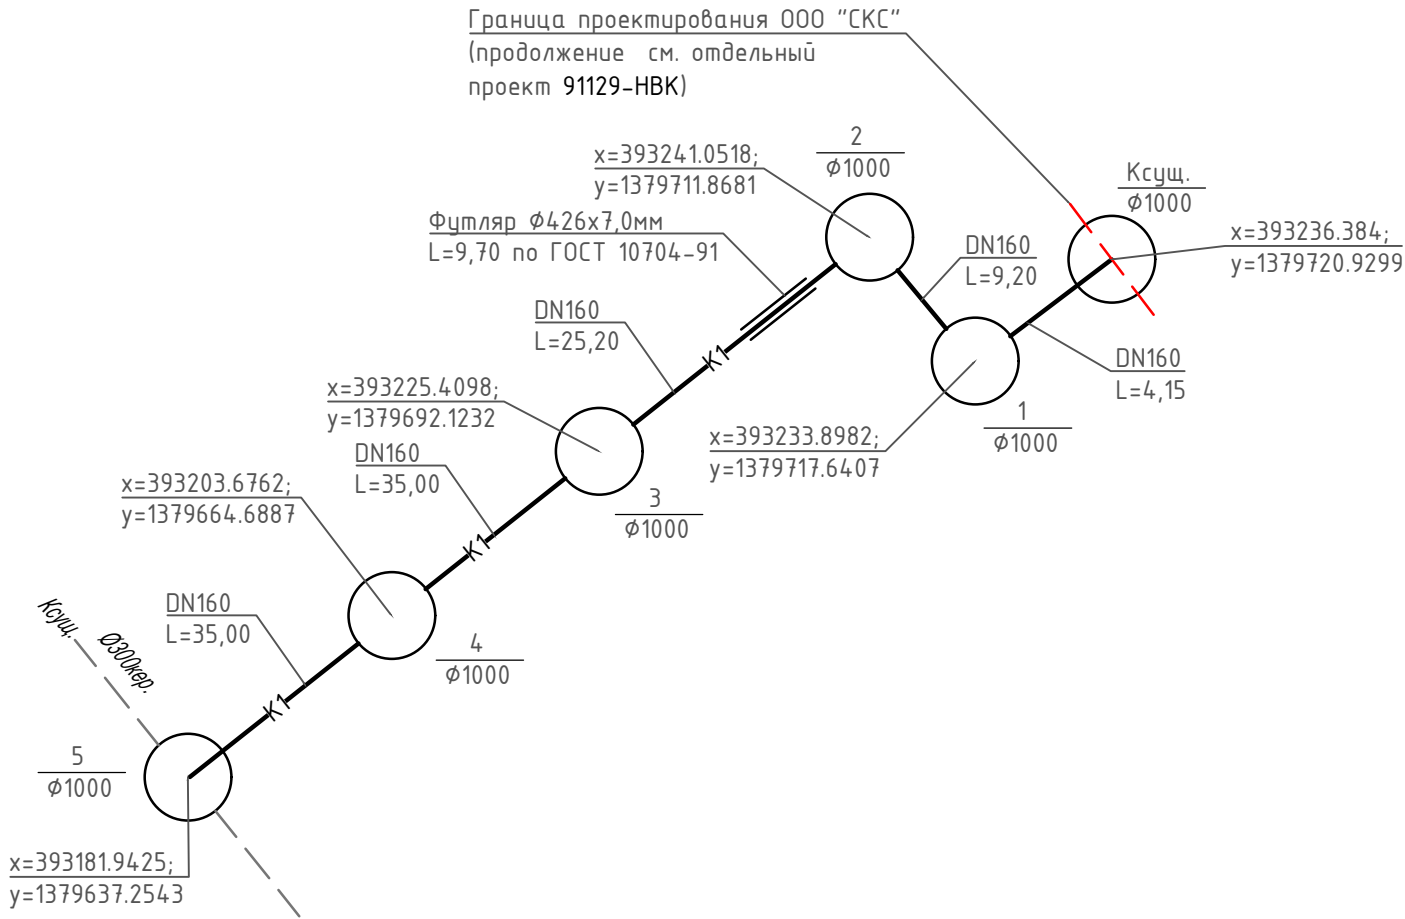 Граница проектирования ООО "СКС"
(продолжение см. отдельный
проект 91129-НВК)
2
Ф1000
x=393241.0518;
y=1379711.8681
Ксущ.
Ф1000
Футляр Ф426х7,0мм
L=9,70 по ГОСТ 10704-91
DN160
L=9,20
x=393236.384;
y=1379720.9299
DN160
L=25,20
К1
DN160
L=4,15
x=393225.4098;
y=1379692.1232
1
Ф1000
x=393233.8982;
y=1379717.6407
DN160
L=35,00
x=393203.6762;
y=1379664.6887
3
Ф1000
К1
Ксущ.
Ø300кер.
DN160
L=35,00
4
Ф1000
К1
5
Ф1000
x=393181.9425;
y=1379637.2543